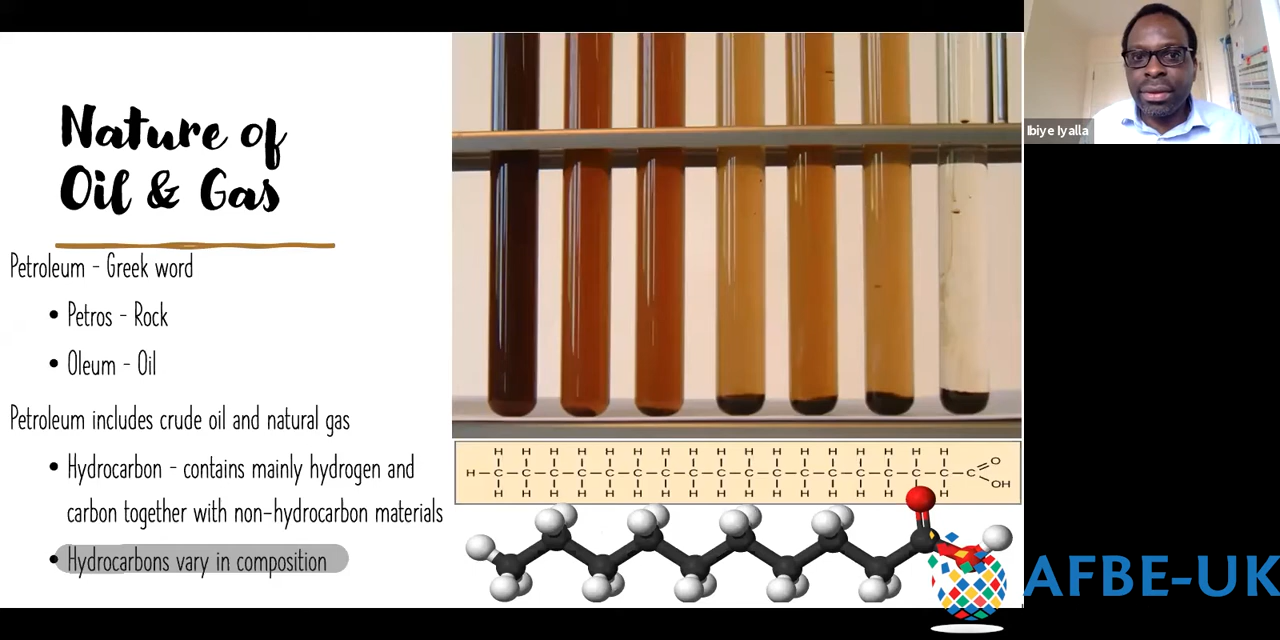 Nature of
Oil & Gas
Petroleum - Greek word
• Petros - Rock
• Oleum - Oil
Petroleum includes crude oil and natural gas
• Hydrocarbon - contains mainly hydrogen and
carbon together with non-hydrocarbon materials
• Hydrocarbons vary in composition
H H H H H H H H H H H H H H H H H O
H-C-C-C-C-C-C-C-C-C-C-C-C-C-C-C-C-C-C
H H H H H H H H H H H H H H H H OH
Ibiye Iyalla
AFBE-UK